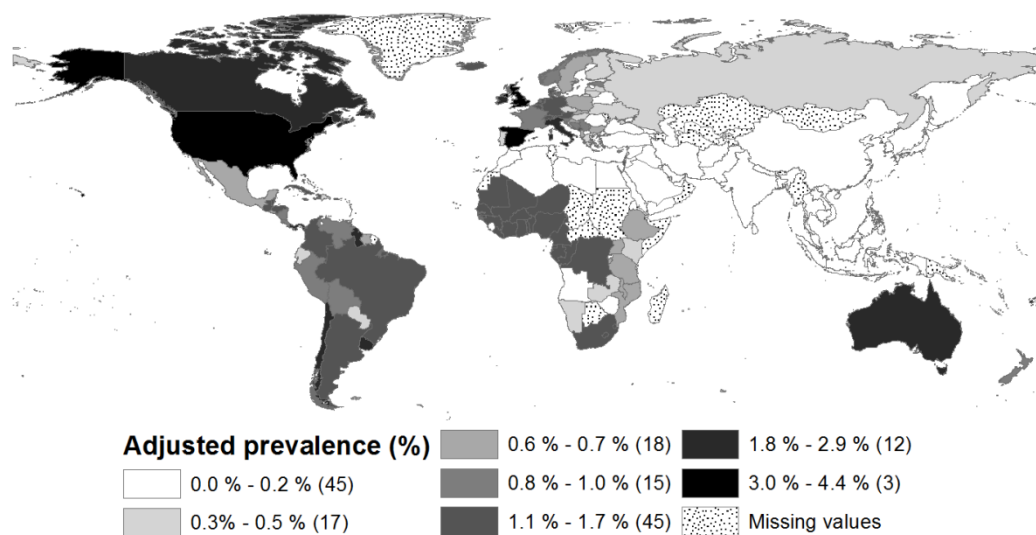 Adjusted prevalence (%)
0.0 % - 0.2 % (45)
0.3% - 0.5 % (17)
0.6 % - 0.7 % (18)
0.8 % - 1.0 % (15)
1.1 % - 1.7 % (45)
1.8 % - 2.9 % (12)
3.0 % - 4.4 % (3)
Missing values